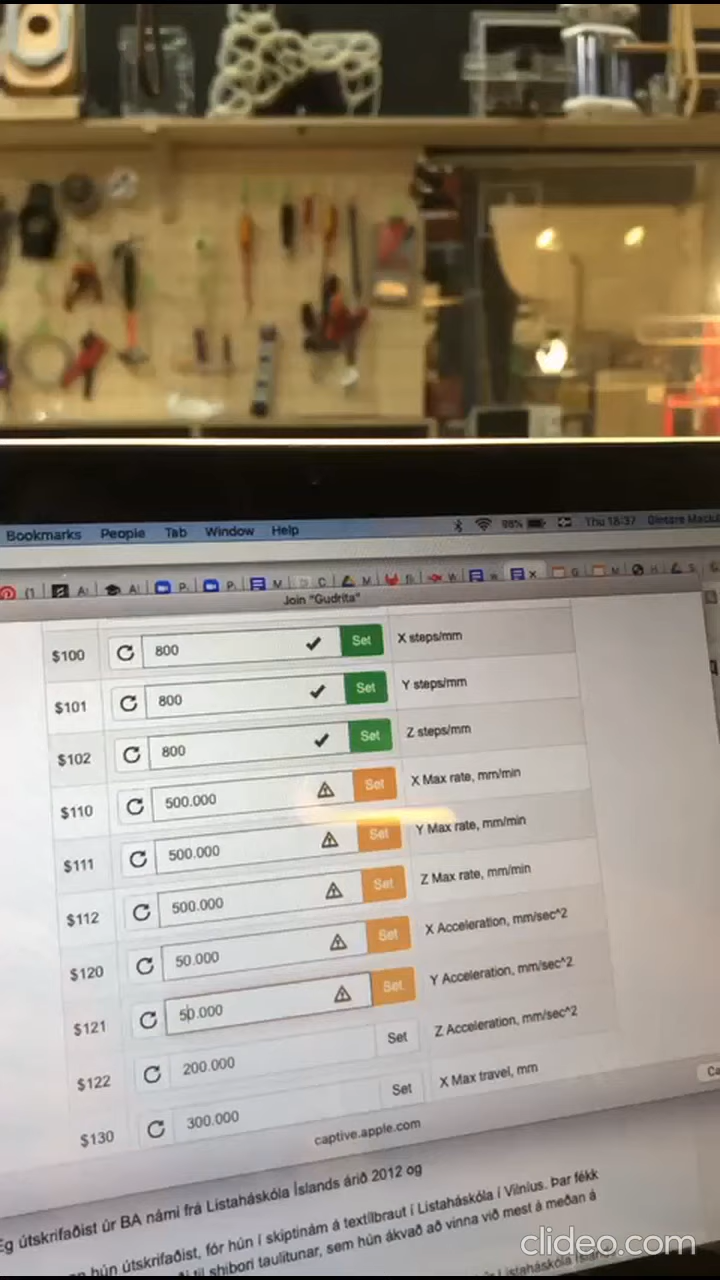 Bookmarks People Tab Window Help 98% Thu 18:37
Join "Gudrita"
$100 800 Set X steps/mm
$101 800 Set Y steps/mm
$102 800 Set Z steps/mm
$110 500.000 Set X Max rate, mm/min
$111 500.000 Set Y Max rate, mm/min
$112 500.000 Set Z Max rate, mm/min
$120 50.000 Set X Acceleration, mm/sec^2
$121 50.000 Set Y Acceleration, mm/sec^2
$122 200.000 Set Z Acceleration, mm/sec^2
$130 300.000 Set X Max travel, mm
captive.apple.com
Ég útskrifaðist úr BA námi frá Listaháskóla Íslands árið 2012 og
hún útskrifaðist, fór hún í skiptinám á textílbraut í Listaháskóla í Vilnius. Þar fékk
til shibori taulitunar, sem hún ákvað að vinna við mest á meðan á
clideo.com